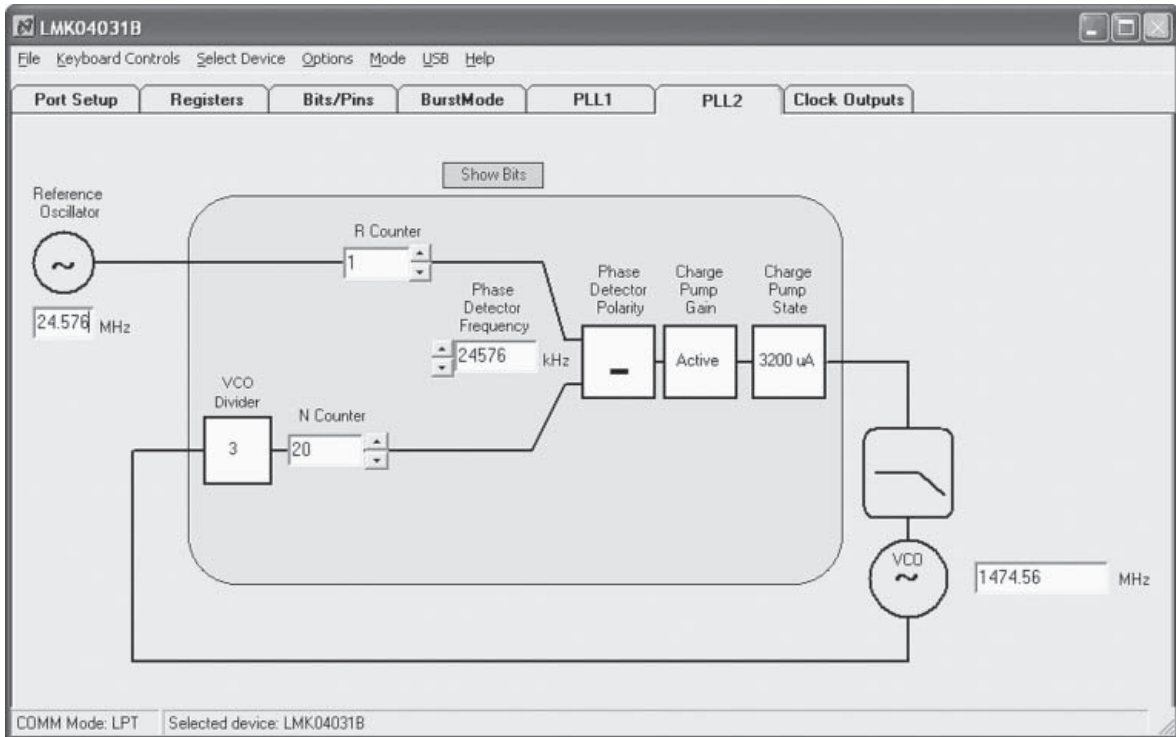 LMK04031B
File Keyboard Controls Select Device Options Mode USB Help
Port Setup Registers Bits/Pins BurstMode PLL1 PLL2 Clock Outputs
Show Bits
Reference
Oscillator
24.576 MHz
R Counter
1
Phase
Detector
Frequency
24576 kHz
Phase
Detector
Polarity
-
Charge
Pump
Gain
Active
Charge
Pump
State
3200 uA
VCO
Divider
3
N Counter
20
VCO
1474.56 MHz
COMM Mode: LPT Selected device: LMK04031B